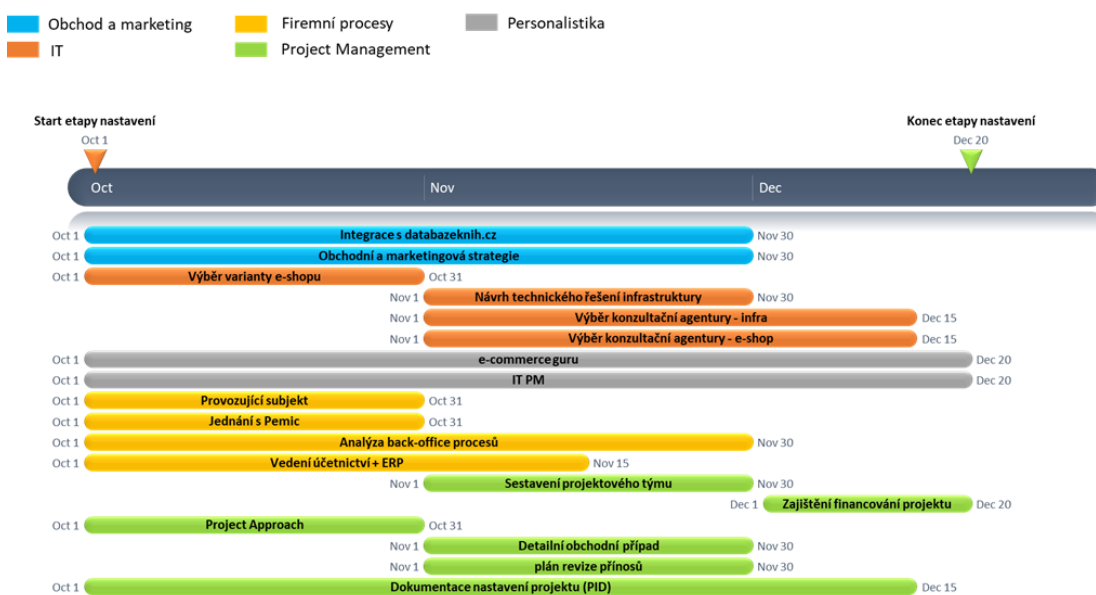 Obchod a marketing
Firemní procesy
Personalistika
IT
Project Management
Start etapy nastavení
Oct 1
Konec etapy nastavení
Dec 20
Oct Nov Dec
Oct 1 Integrace s databazeknih.cz Nov 30
Oct 1 Obchodní a marketingová strategie Nov 30
Oct 1 Výběr varianty e-shopu Oct 31
Nov 1 Návrh technického řešení infrastruktury Nov 30
Nov 1 Výběr konzultační agentury - infra Dec 15
Nov 1 Výběr konzultační agentury - e-shop Dec 15
Oct 1 e-commerce guru Dec 20
Oct 1 IT PM Dec 20
Oct 1 Provozující subjekt Oct 31
Oct 1 Jednání s Pemic Oct 31
Oct 1 Analýza back-office procesů Nov 30
Oct 1 Vedení účetnictví + ERP Nov 15
Nov 1 Sestavení projektového týmu Nov 30
Dec 1 Zajištění financování projektu Dec 20
Oct 1 Project Approach Oct 31
Nov 1 Detailní obchodní případ Nov 30
Nov 1 plán revize přínosů Nov 30
Oct 1 Dokumentace nastavení projektu (PID) Dec 15